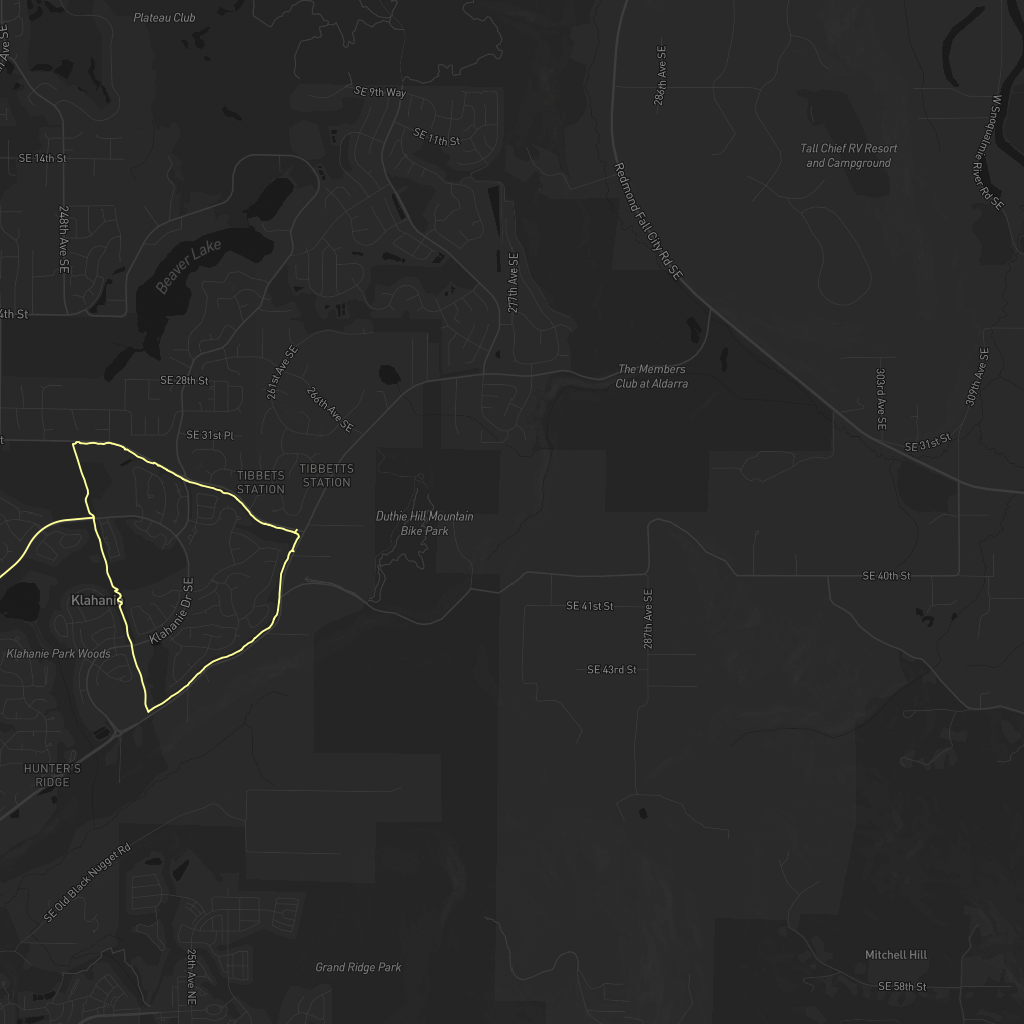 Plateau Club
SE 9th Way
286th Ave SE
W Snoqualmie River Rd SE
SE 11th St
Tall Chief RV Resort
and Campground
SE 14th St
248th Ave SE
Redmond Fall City Rd SE
Beaver Lake
277th Ave SE
4th St
The Members
Club at Aldarra
SE 28th St
261st Ave SE
266th Ave SE
303rd Ave SE
309th Ave SE
SE 31st Pl
SE 31st St
TIBBETS
STATION
TIBBETTS
STATION
Duthie Hill Mountain
Bike Park
SE 40th St
Klahanie
Klahanie Dr SE
SE 41st St
287th Ave SE
Klahanie Park Woods
SE 43rd St
HUNTER'S
RIDGE
SE Old Black Nugget Rd
25th Ave NE
Grand Ridge Park
Mitchell Hill
SE 58th St